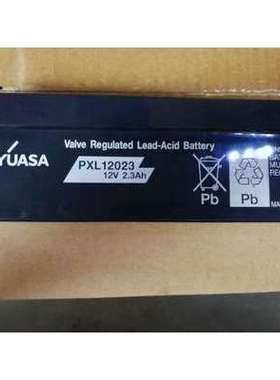 YUASA
Valve Regulated Lead-Acid Battery
PXL12023
12V 2.3Ah
Pb
Pb